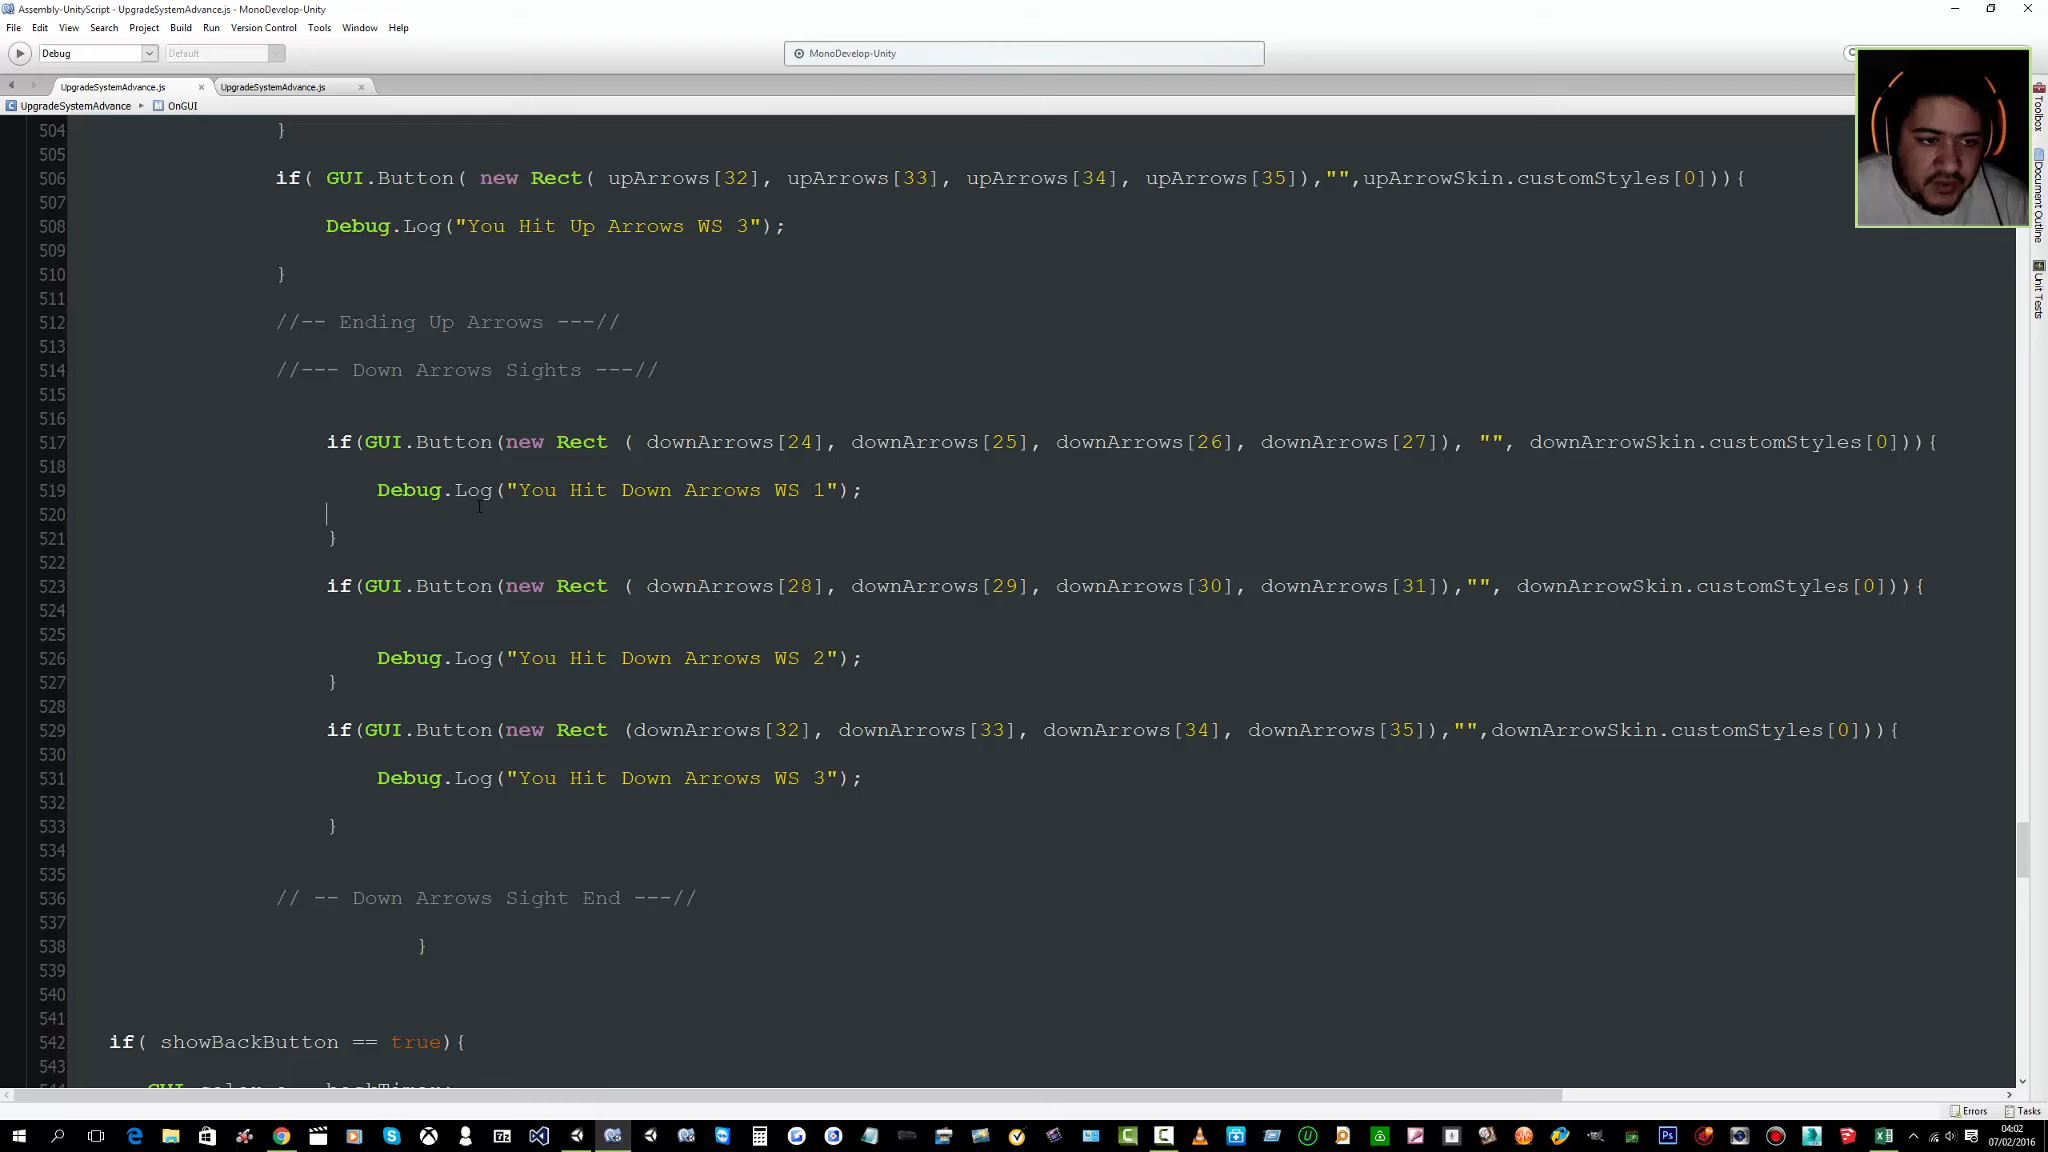 Assembly-UnityScript - UpgradeSystemAdvance.js - MonoDevelop-Unity
File Edit View Search Project Build Run Version Control Tools Window Help
Debug Default MonoDevelop-Unity
UpgradeSystemAdvance.js UpgradeSystemAdvance.js
UpgradeSystemAdvance OnGUI
Toolbox
Document Outline
Unit Tests
504 }
505
506 if( GUI.Button( new Rect( upArrows[32], upArrows[33], upArrows[34], upArrows[35]),"",upArrowSkin.customStyles[0])){
507
508 Debug.Log("You Hit Up Arrows WS 3");
509
510 }
511
512 //-- Ending Up Arrows ---//
513
514 //--- Down Arrows Sights ---//
515
516
517 if(GUI.Button(new Rect ( downArrows[24], downArrows[25], downArrows[26], downArrows[27]), "", downArrowSkin.customStyles[0])){
518
519 Debug.Log("You Hit Down Arrows WS 1");
520
521 }
522
523 if(GUI.Button(new Rect ( downArrows[28], downArrows[29], downArrows[30], downArrows[31]),"", downArrowSkin.customStyles[0])){
524
525
526 Debug.Log("You Hit Down Arrows WS 2");
527 }
528
529 if(GUI.Button(new Rect (downArrows[32], downArrows[33], downArrows[34], downArrows[35]),"",downArrowSkin.customStyles[0])){
530
531 Debug.Log("You Hit Down Arrows WS 3");
532
533 }
534
535
536 // -- Down Arrows Sight End ---//
537
538 }
539
540
541
542 if( showBackButton == true){
543
Errors Tasks
04:02
07/02/2016